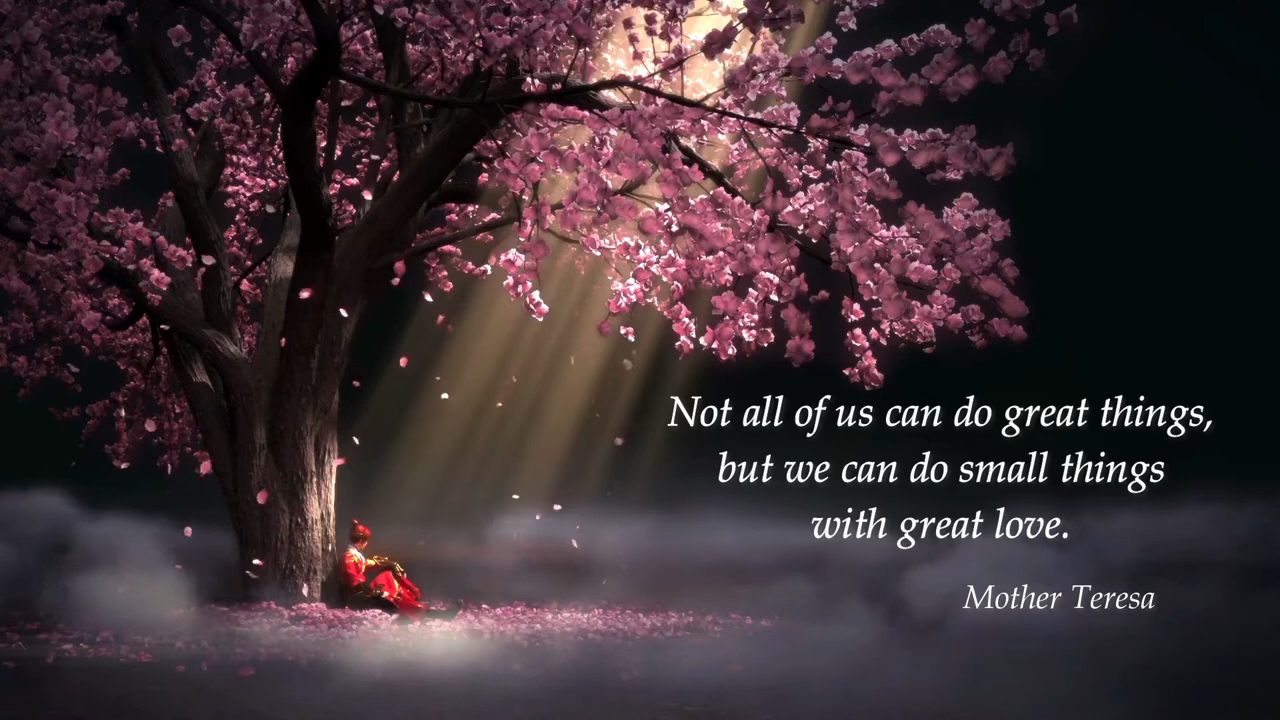 Not all of us can do great things,
but we can do small things
with great love.
Mother Teresa